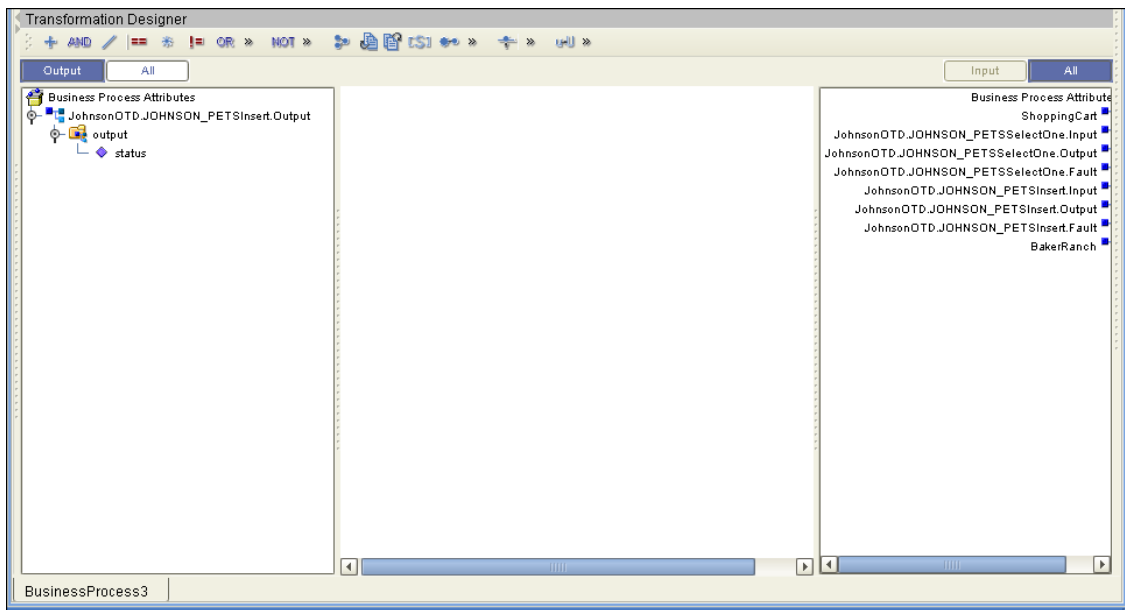 Transformation Designer
+ AND / == * != OR » NOT » [S] » » »
Output All Input All
Business Process Attributes
JohnsonOTD.JOHNSON_PETSInsert.Output
output
status
Business Process Attribute
ShoppingCart
JohnsonOTD.JOHNSON_PETSSelectOne.Input
JohnsonOTD.JOHNSON_PETSSelectOne.Output
JohnsonOTD.JOHNSON_PETSSelectOne.Fault
JohnsonOTD.JOHNSON_PETSInsert.Input
JohnsonOTD.JOHNSON_PETSInsert.Output
JohnsonOTD.JOHNSON_PETSInsert.Fault
BakerRanch
BusinessProcess3